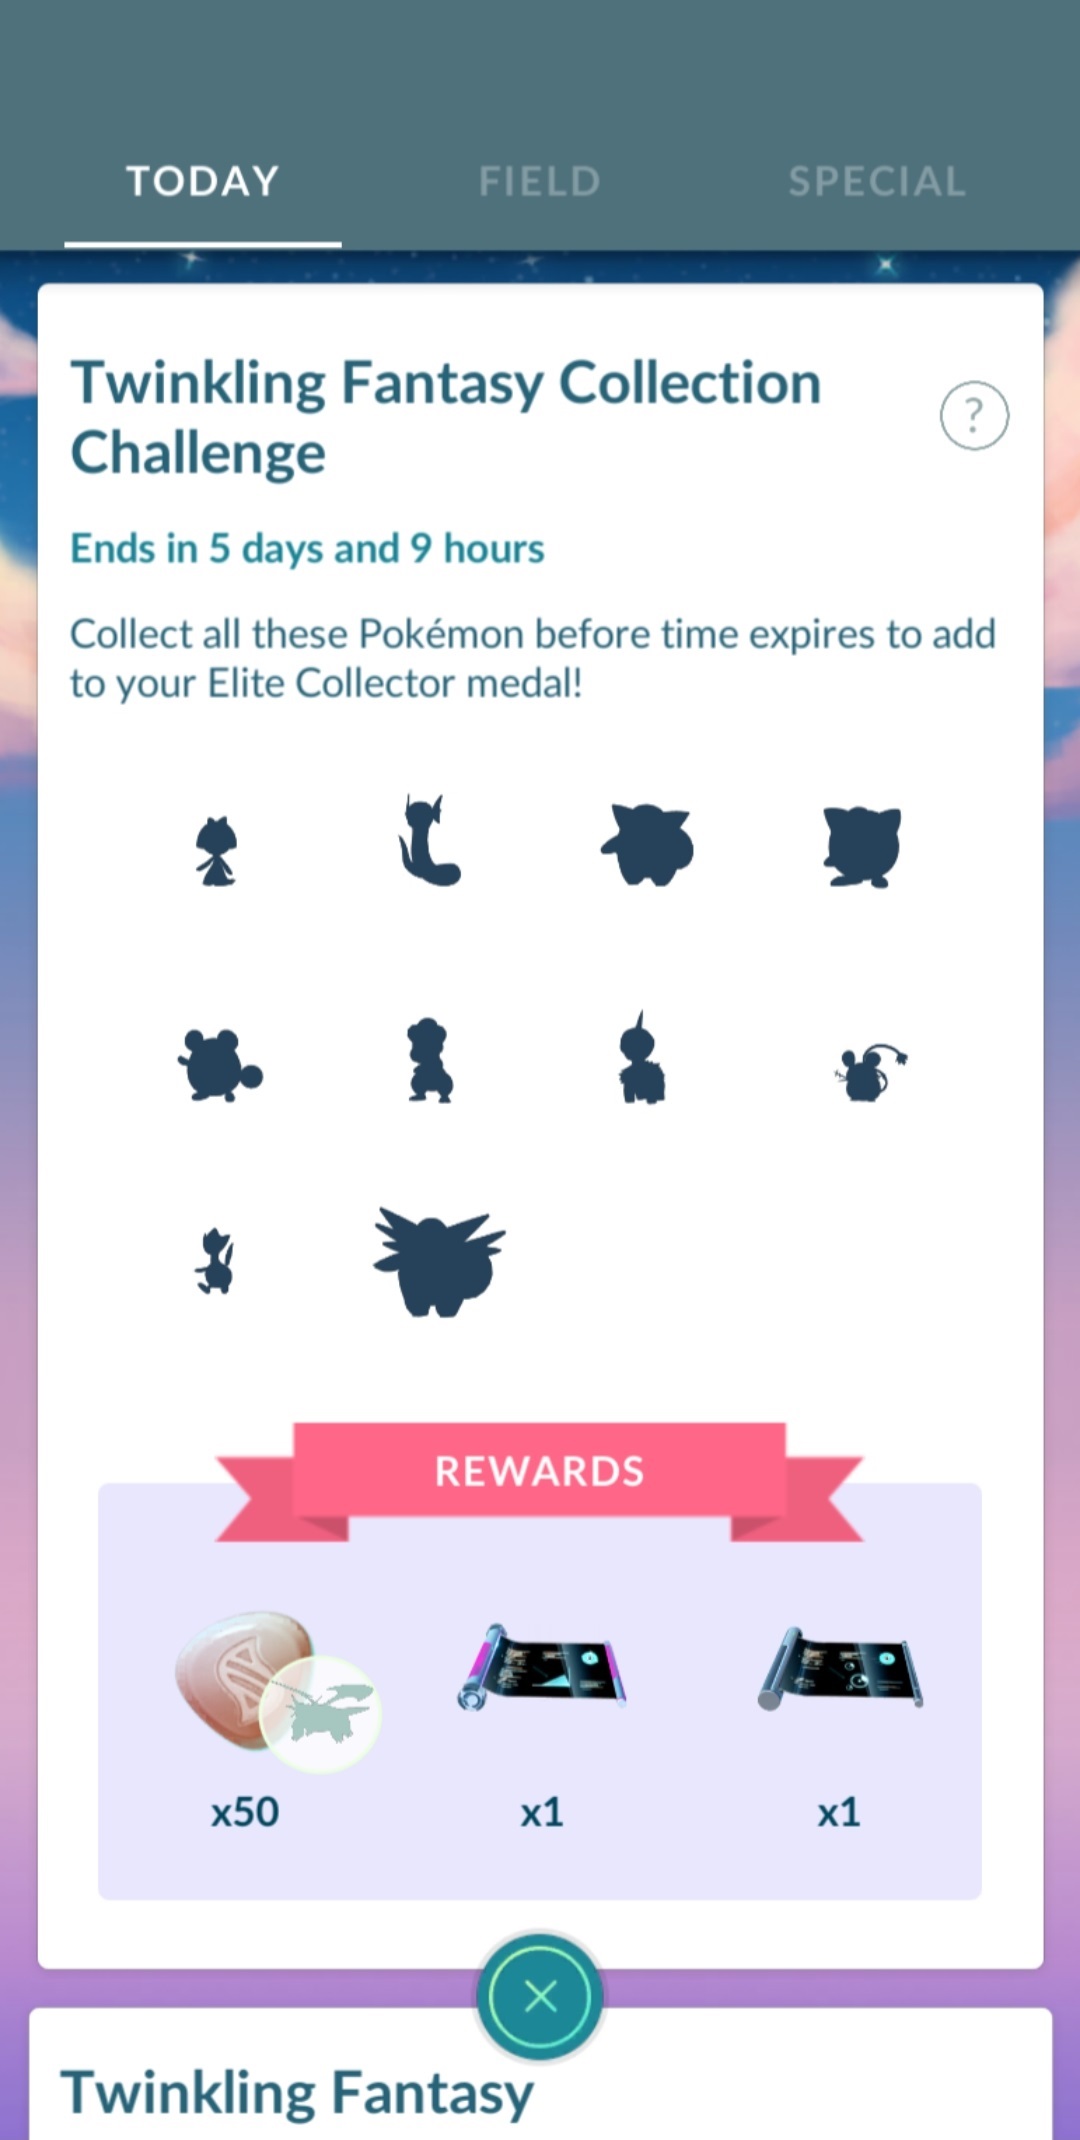 TODAY
FIELD
SPECIAL
Twinkling Fantasy Collection
Challenge
?
Ends in 5 days and 9 hours
Collect all these Pokémon before time expires to add
to your Elite Collector medal!
REWARDS
x50
x1
x1
Twinkling Fantasy